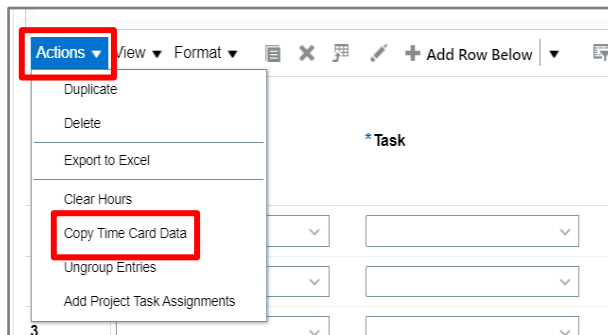 Actions View Format Add Row Below
Duplicate
Delete
* Task
Export to Excel
Clear Hours
Copy Time Card Data
Ungroup Entries
Add Project Task Assignments
3